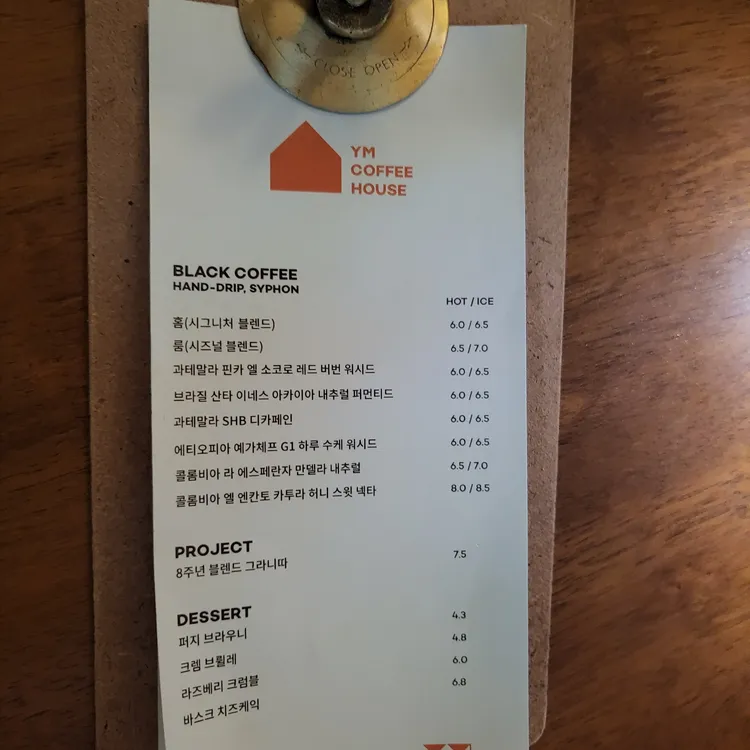 CLOSE OPEN
YM
COFFEE
HOUSE
BLACK COFFEE
HAND-DRIP, SYPHON
HOT / ICE
홈(시그니처 블렌드) 6.0 / 6.5
룸(시즈널 블렌드) 6.5 / 7.0
과테말라 핀카 엘 소코로 레드 버번 워시드 6.0 / 6.5
브라질 산타 이네스 아카이아 내추럴 퍼먼티드 6.0 / 6.5
과테말라 SHB 디카페인 6.0 / 6.5
에티오피아 예가체프 G1 하루 수케 워시드 6.0 / 6.5
콜롬비아 라 에스페란자 만델라 내추럴 6.5 / 7.0
콜롬비아 엘 엔칸토 카투라 허니 스윗 넥타 8.0 / 8.5
PROJECT
8주년 블렌드 그라니따 7.5
DESSERT
퍼지 브라우니 4.3
크렘 브륄레 4.8
라즈베리 크럼블 6.0
바스크 치즈케익 6.8